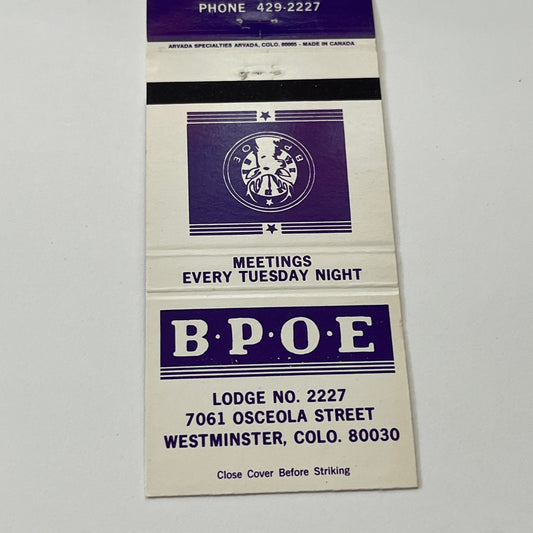 PHONE 429-2227
ARVADA SPECIALTIES ARVADA, COLO. 80005 - MADE IN CANADA
B P O E
MEETINGS
EVERY TUESDAY NIGHT
B·P·O·E
LODGE NO. 2227
7061 OSCEOLA STREET
WESTMINSTER, COLO. 80030
Close Cover Before Striking